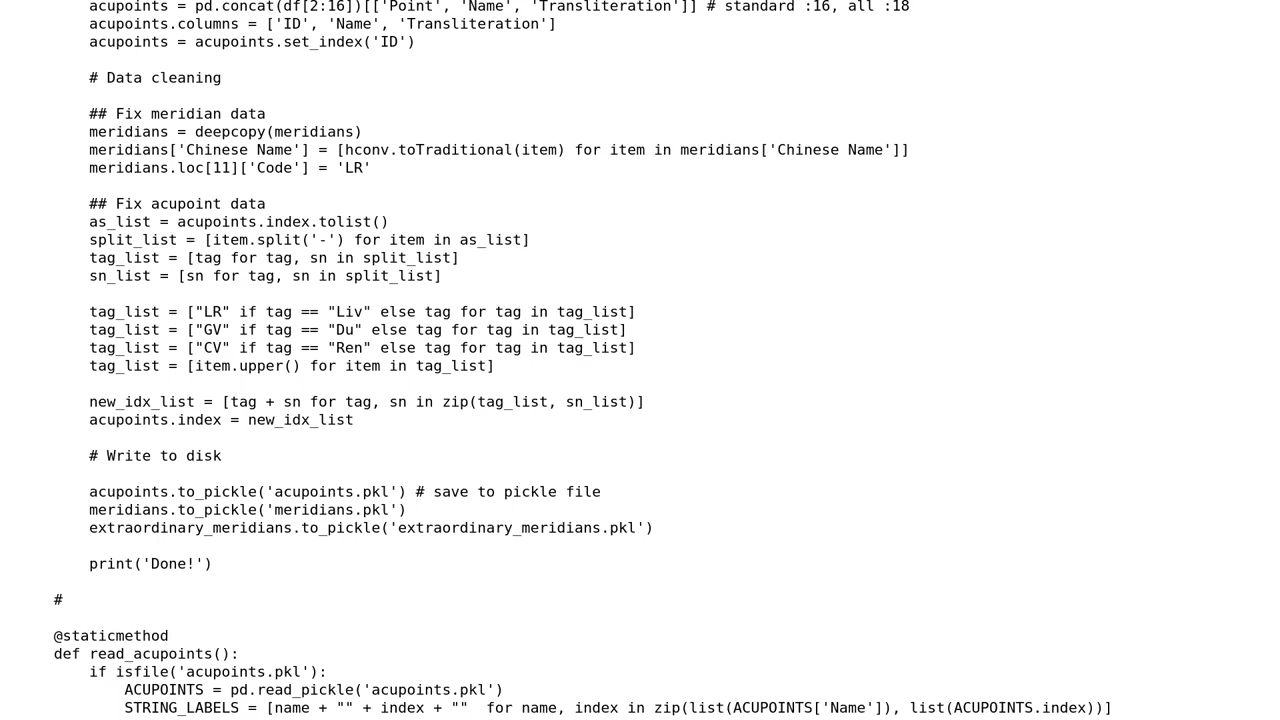 acupoints = pd.concat(df[2:16])[['Point', 'Name', 'Transliteration']] # standard :16, all :18
acupoints.columns = ['ID', 'Name', 'Transliteration']
acupoints = acupoints.set_index('ID')
# Data cleaning
## Fix meridian data
meridians = deepcopy(meridians)
meridians['Chinese Name'] = [hconv.toTraditional(item) for item in meridians['Chinese Name']]
meridians.loc[11]['Code'] = 'LR'
## Fix acupoint data
as_list = acupoints.index.tolist()
split_list = [item.split('-') for item in as_list]
tag_list = [tag for tag, sn in split_list]
sn_list = [sn for tag, sn in split_list]
tag_list = ["LR" if tag == "Liv" else tag for tag in tag_list]
tag_list = ["GV" if tag == "Du" else tag for tag in tag_list]
tag_list = ["CV" if tag == "Ren" else tag for tag in tag_list]
tag_list = [item.upper() for item in tag_list]
new_idx_list = [tag + sn for tag, sn in zip(tag_list, sn_list)]
acupoints.index = new_idx_list
# Write to disk
acupoints.to_pickle('acupoints.pkl') # save to pickle file
meridians.to_pickle('meridians.pkl')
extraordinary_meridians.to_pickle('extraordinary_meridians.pkl')
print('Done!')
#
@staticmethod
def read_acupoints():
if isfile('acupoints.pkl'):
ACUPOINTS = pd.read_pickle('acupoints.pkl')
STRING_LABELS = [name + "" + index + ""  for name, index in zip(list(ACUPOINTS['Name']), list(ACUPOINTS.index))]